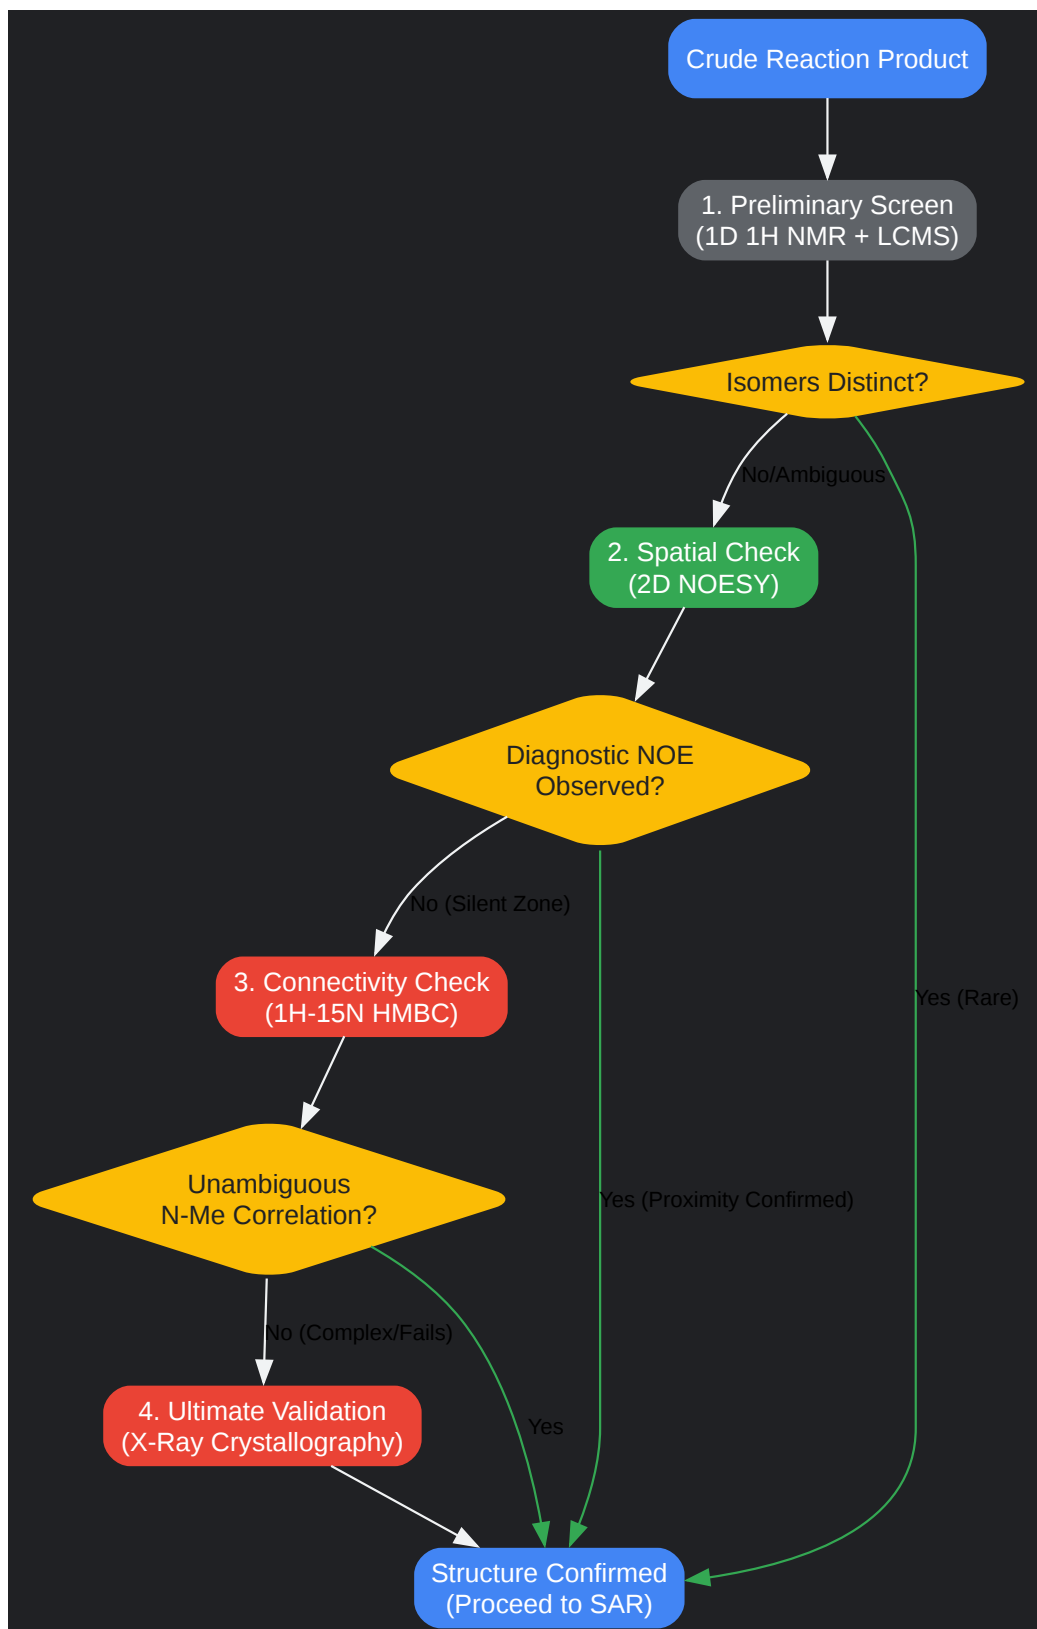 Crude Reaction Product
1. Preliminary Screen
(1D 1H NMR + LCMS)
Isomers Distinct?
No/Ambiguous
2. Spatial Check
(2D NOESY)
Diagnostic NOE
Observed?
No (Silent Zone)
3. Connectivity Check
(1H-15N HMBC)
Yes (Rare)
Unambiguous
N-Me Correlation?
Yes (Proximity Confirmed)
No (Complex/Fails)
4. Ultimate Validation
(X-Ray Crystallography)
Yes
Structure Confirmed
(Proceed to SAR)